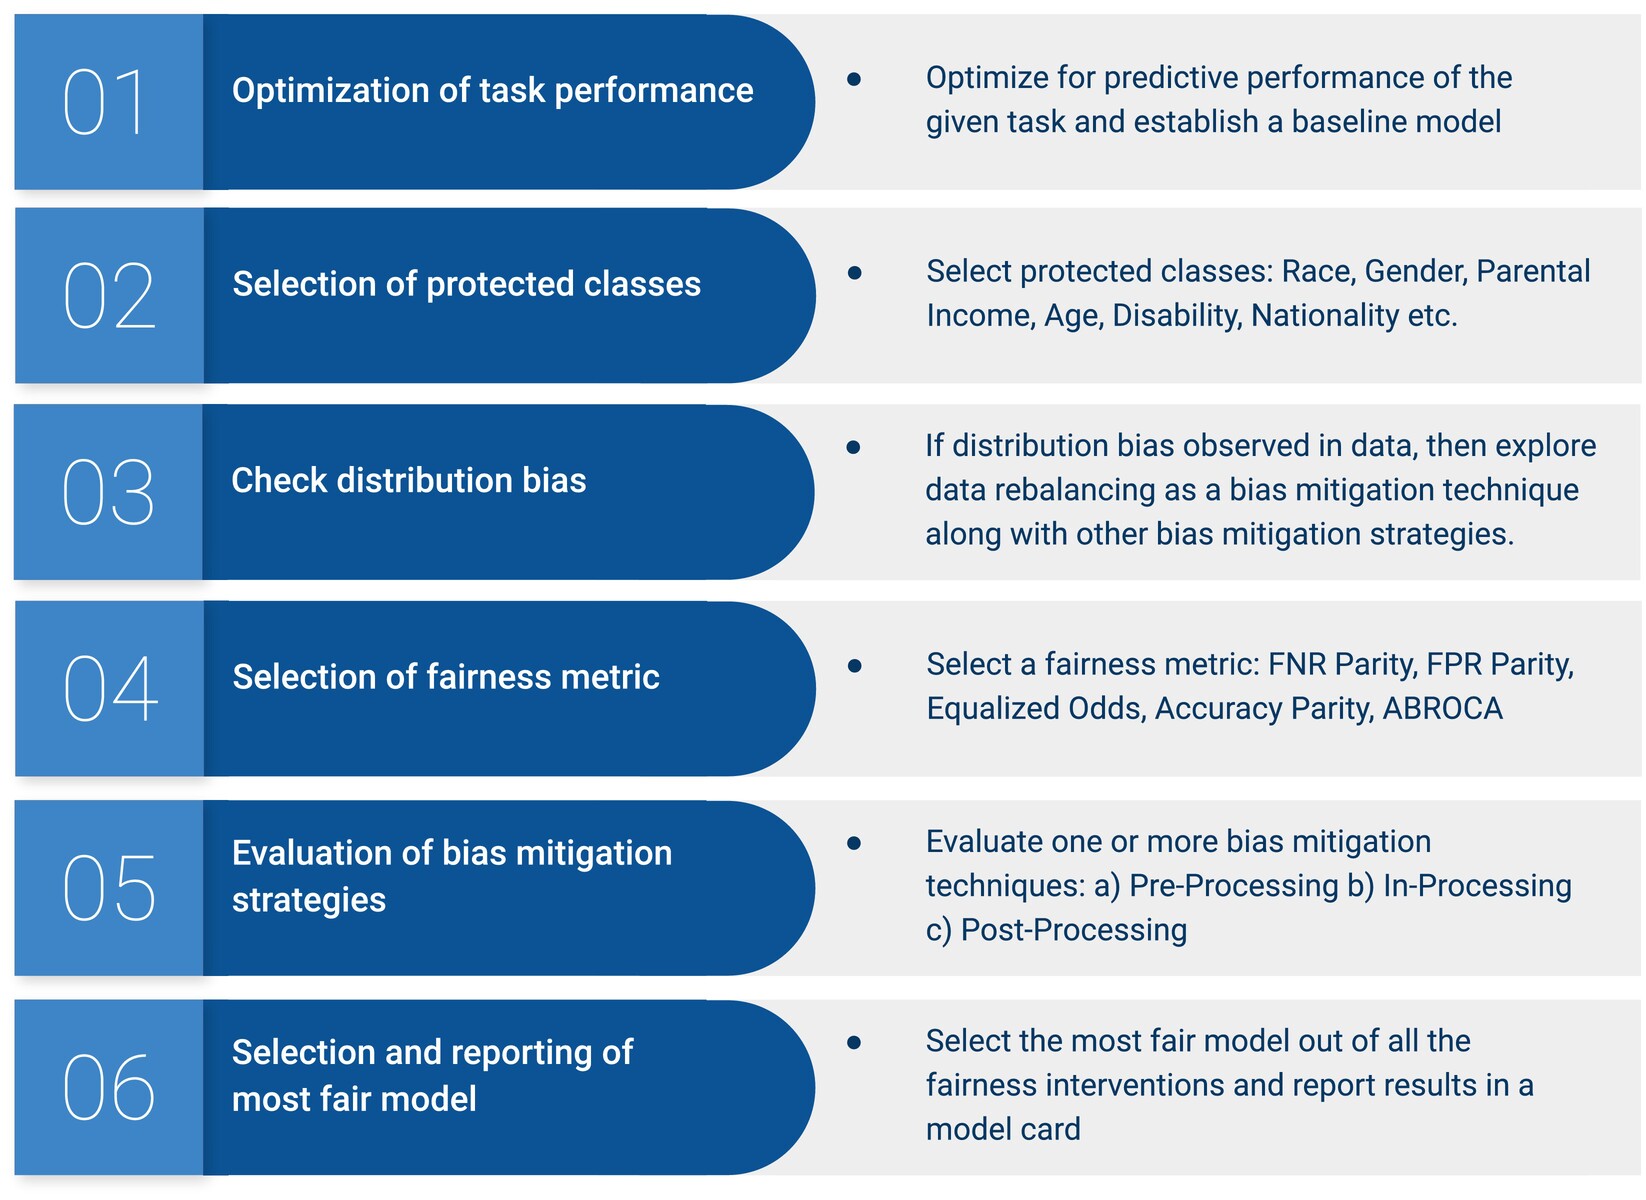 01
Optimization of task performance
• Optimize for predictive performance of the
given task and establish a baseline model
02
Selection of protected classes
• Select protected classes: Race, Gender, Parental
Income, Age, Disability, Nationality etc.
03
Check distribution bias
• If distribution bias observed in data, then explore
data rebalancing as a bias mitigation technique
along with other bias mitigation strategies.
04
Selection of fairness metric
• Select a fairness metric: FNR Parity, FPR Parity,
Equalized Odds, Accuracy Parity, ABROCA
05
Evaluation of bias mitigation
strategies
• Evaluate one or more bias mitigation
techniques: a) Pre-Processing b) In-Processing
c) Post-Processing
06
Selection and reporting of
most fair model
• Select the most fair model out of all the
fairness interventions and report results in a
model card